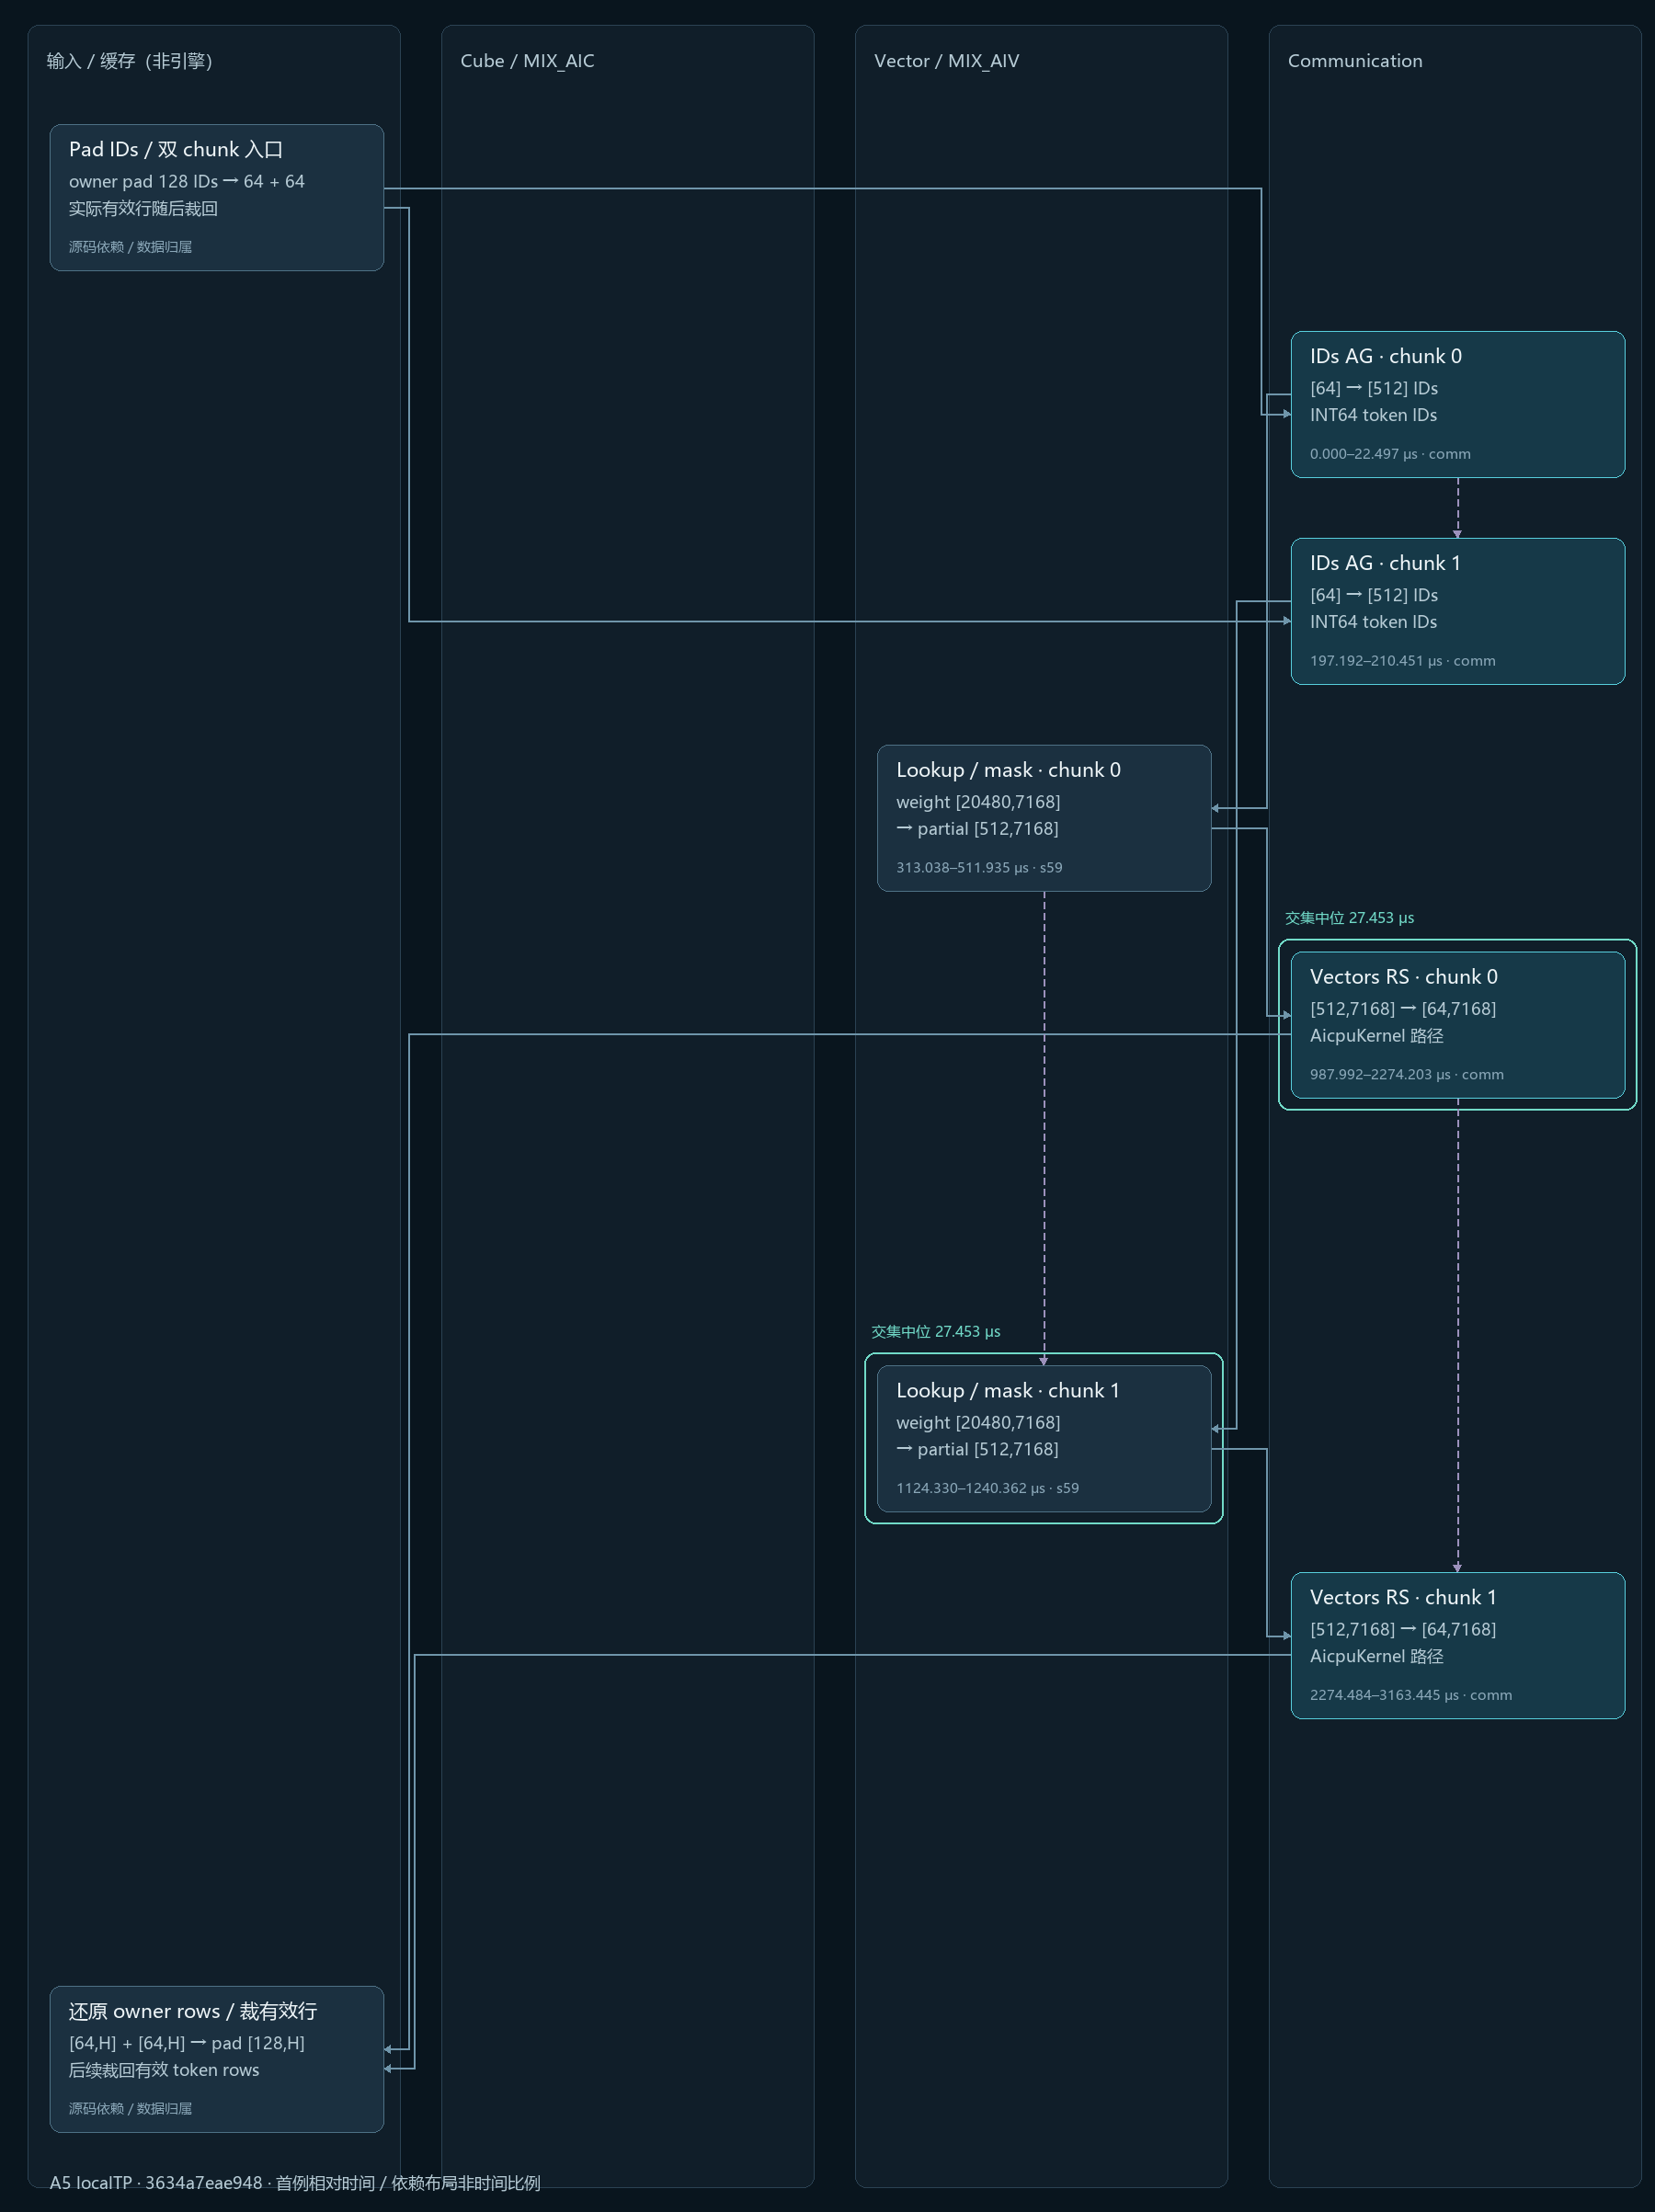 输入 / 缓存（非引擎）
Cube / MIX_AIC
Vector / MIX_AIV
Communication
Pad IDs / 双 chunk 入口
owner pad 128 IDs → 64 + 64
实际有效行随后裁回
源码依赖 / 数据归属
IDs AG · chunk 0
[64] → [512] IDs
INT64 token IDs
0.000–22.497 µs · comm
IDs AG · chunk 1
[64] → [512] IDs
INT64 token IDs
197.192–210.451 µs · comm
Lookup / mask · chunk 0
weight [20480,7168]
→ partial [512,7168]
313.038–511.935 µs · s59
交集中位 27.453 µs
Vectors RS · chunk 0
[512,7168] → [64,7168]
AicpuKernel 路径
987.992–2274.203 µs · comm
交集中位 27.453 µs
Lookup / mask · chunk 1
weight [20480,7168]
→ partial [512,7168]
1124.330–1240.362 µs · s59
Vectors RS · chunk 1
[512,7168] → [64,7168]
AicpuKernel 路径
2274.484–3163.445 µs · comm
还原 owner rows / 裁有效行
[64,H] + [64,H] → pad [128,H]
后续裁回有效 token rows
源码依赖 / 数据归属
A5 localTP · 3634a7eae948 · 首例相对时间 / 依赖布局非时间比例